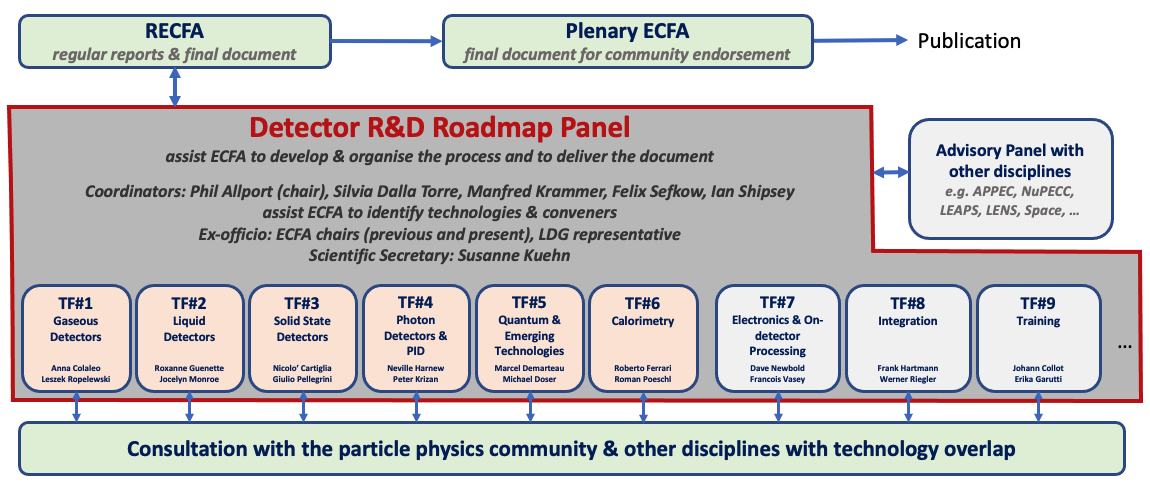 RECFA
regular reports & final document
Plenary ECFA
final document for community endorsement
Publication
Detector R&D Roadmap Panel
assist ECFA to develop & organise the process and to deliver the document
Coordinators: Phil Allport (chair), Silvia Dalla Torre, Manfred Krammer, Felix Sefkow, Ian Shipsey
assist ECFA to identify technologies & conveners
Ex-officio: ECFA chairs (previous and present), LDG representative
Scientific Secretary: Susanne Kuehn
Advisory Panel with
other disciplines
e.g. APPEC, NuPECC,
LEAPS, LENS, Space, …
TF#1
Gaseous
Detectors
Anna Colaleo
Leszek Ropelewski
TF#2
Liquid
Detectors
Roxanne Guenette
Jocelyn Monroe
TF#3
Solid State
Detectors
Nicolo' Cartiglia
Giulio Pellegrini
TF#4
Photon
Detectors &
PID
Neville Harnew
Peter Krizan
TF#5
Quantum &
Emerging
Technologies
Marcel Demarteau
Michael Doser
TF#6
Calorimetry
Roberto Ferrari
Roman Poeschl
TF#7
Electronics & On-
detector
Processing
Dave Newbold
Francois Vasey
TF#8
Integration
Frank Hartmann
Werner Riegler
TF#9
Training
Johann Collot
Erika Garutti
...
Consultation with the particle physics community & other disciplines with technology overlap